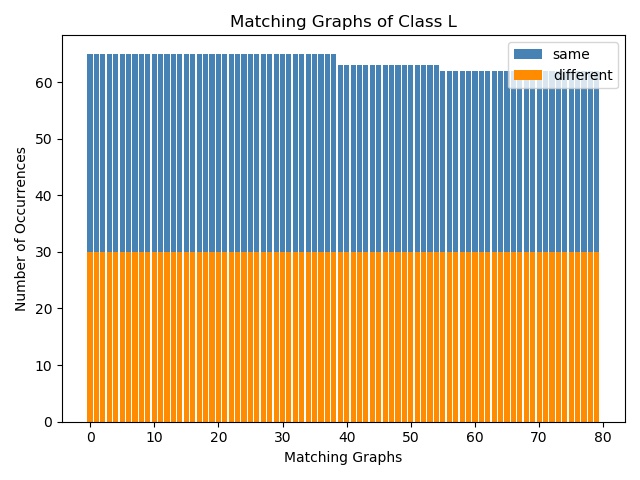 Matching Graphs of Class L
same
different
Number of Occurrences
60
50
40
30
20
10
0
0 10 20 30 40 50 60 70 80
Matching Graphs